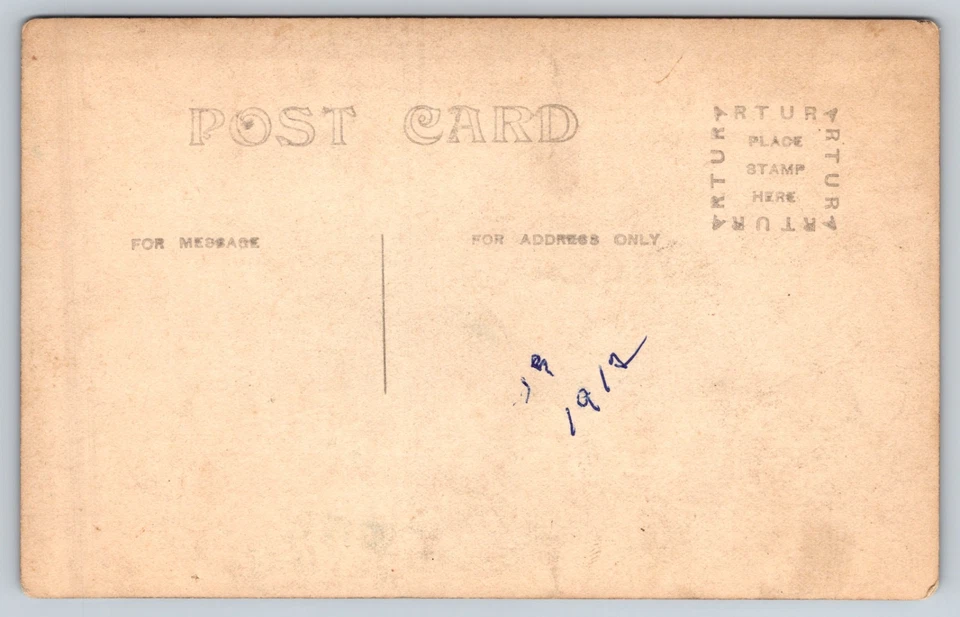 POST CARD
ARTURA
ARTURA
ARTURA
ARTURA
PLACE
STAMP
HERE
FOR MESSAGE
FOR ADDRESS ONLY
1912